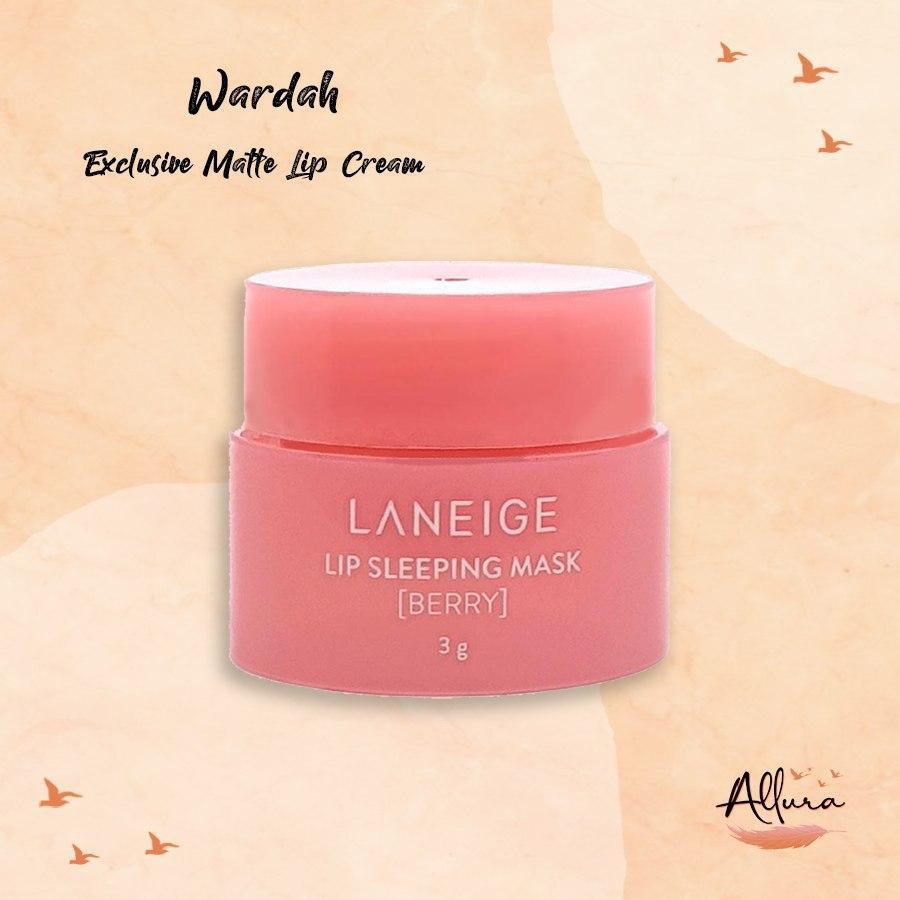 Wardah
Exclusive Matte Lip Cream
LANEIGE
LIP SLEEPING MASK
[BERRY]
3 g
Allura